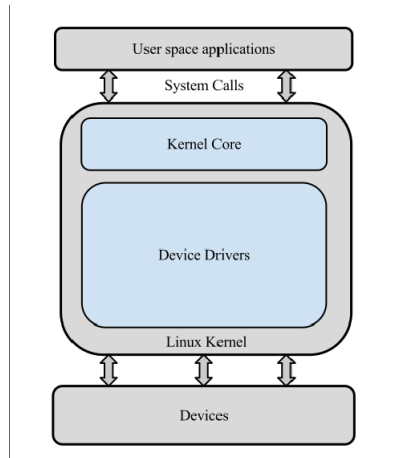 User space applications
System Calls
Kernel Core
Device Drivers
Linux Kernel
Devices